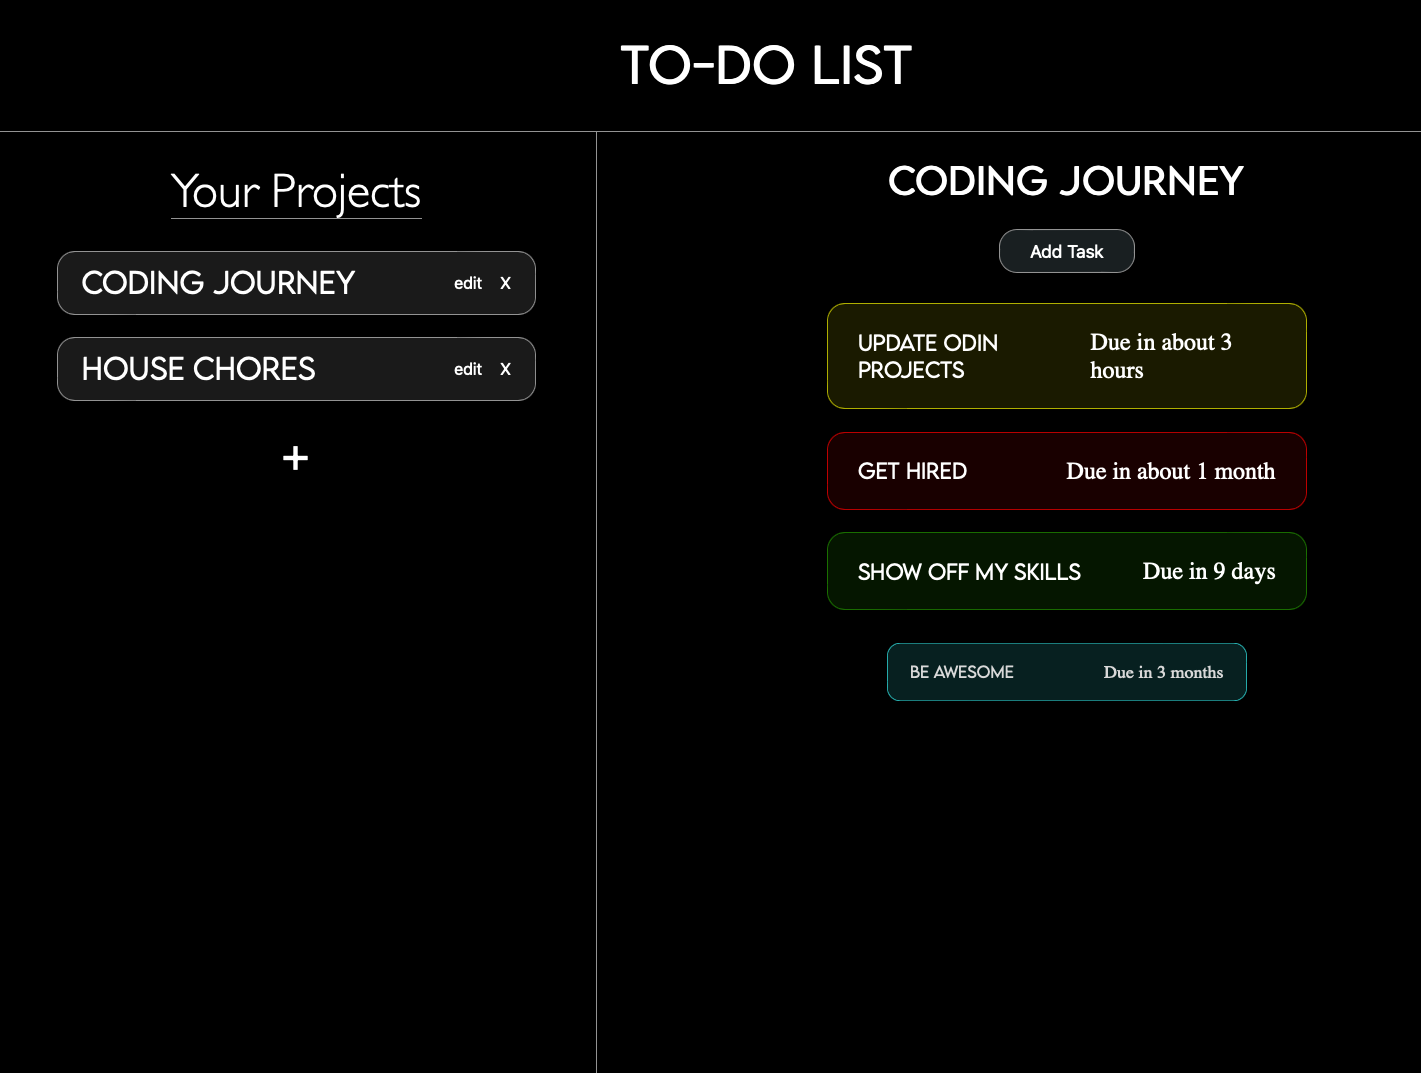 TO-DO LIST
Your Projects
CODING JOURNEY edit X
HOUSE CHORES edit X
+
CODING JOURNEY
Add Task
UPDATE ODIN
PROJECTS
Due in about 3
hours
GET HIRED Due in about 1 month
SHOW OFF MY SKILLS Due in 9 days
BE AWESOME Due in 3 months